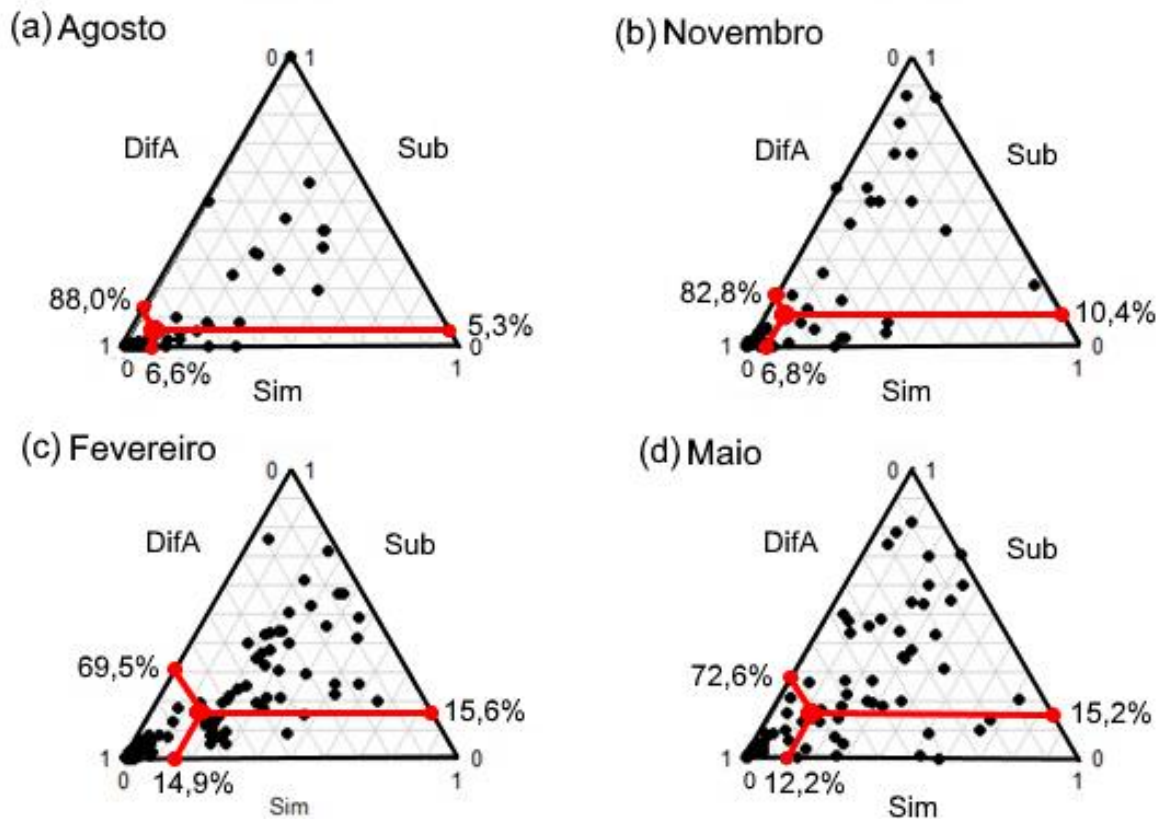 (a) Agosto
0 1
DifA
Sub
88,0%
5,3%
1
0
0
6,6%
1
Sim
(b) Novembro
0 1
DifA
Sub
82,8%
10,4%
1
0
0
6,8%
1
Sim
(c) Fevereiro
0 1
DifA
Sub
69,5%
15,6%
1
0
0
14,9%
1
Sim
(d) Maio
0 1
DifA
Sub
72,6%
15,2%
1
0
0
12,2%
1
Sim